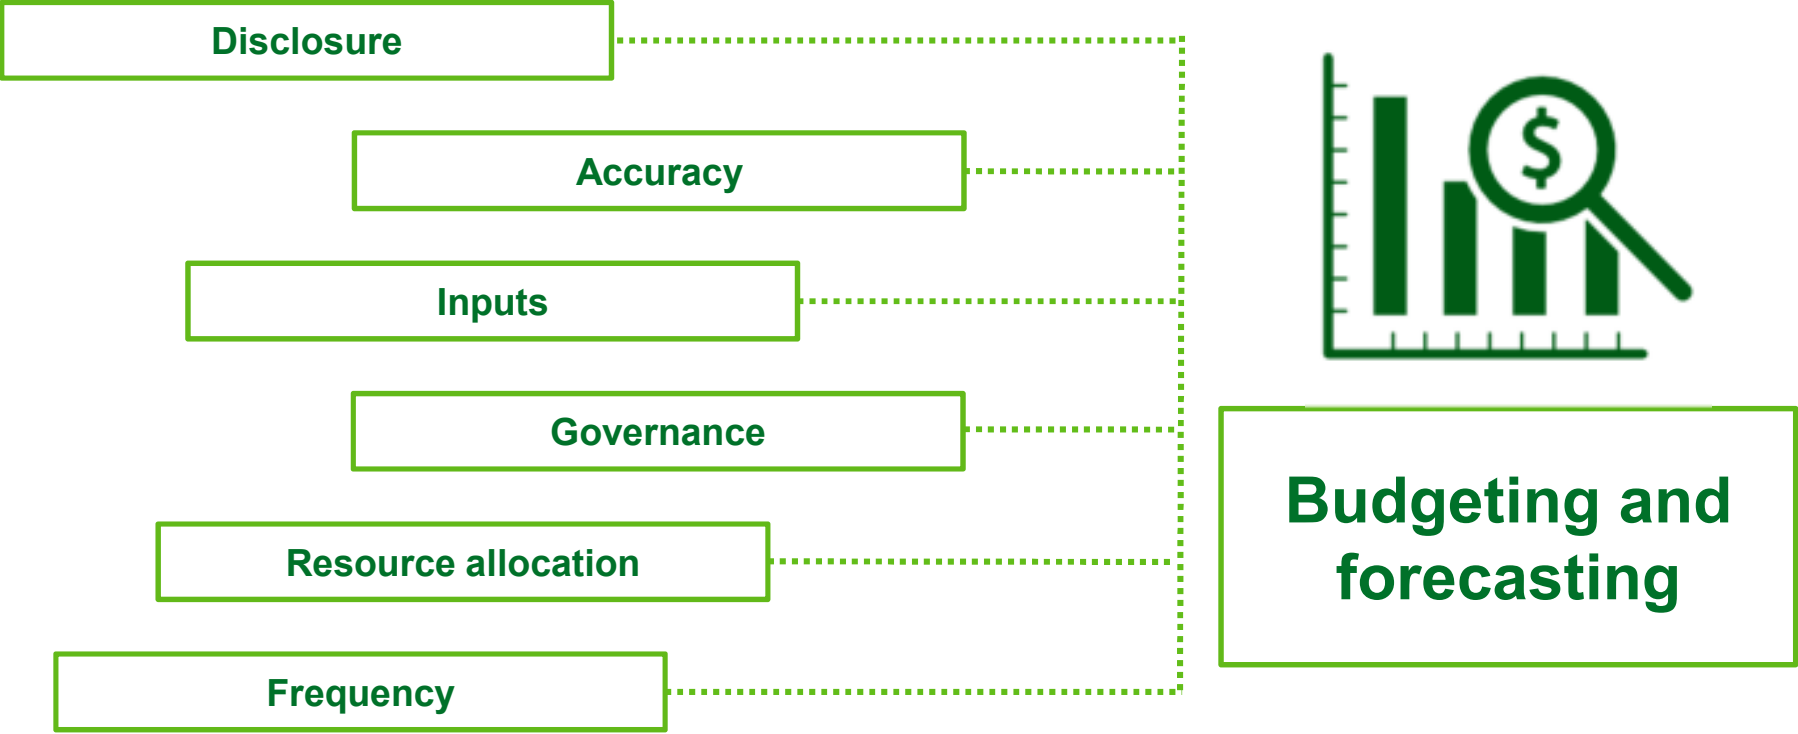 Disclosure
Accuracy
Inputs
Governance
Resource allocation
Frequency
$
Budgeting and
forecasting